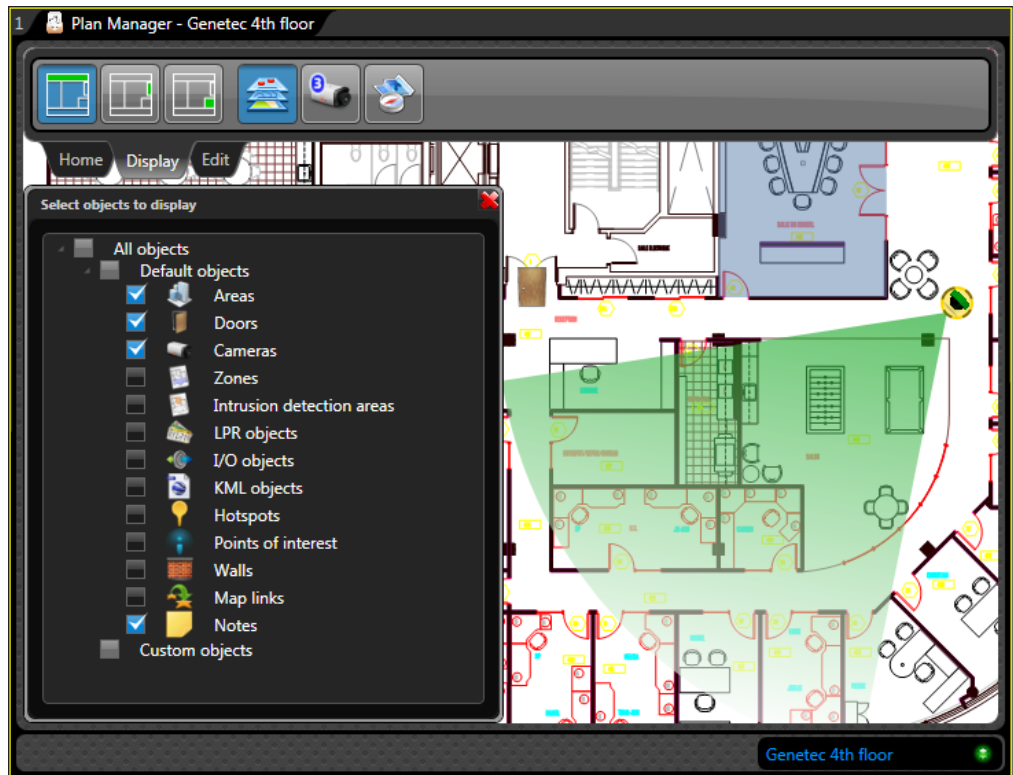 1 Plan Manager - Genetec 4th floor
3
Home Display Edit
Select objects to display
All objects
Default objects
Areas
Doors
Cameras
Zones
Intrusion detection areas
LPR objects
I/O objects
KML objects
Hotspots
Points of interest
Walls
Map links
Notes
Custom objects
Genetec 4th floor